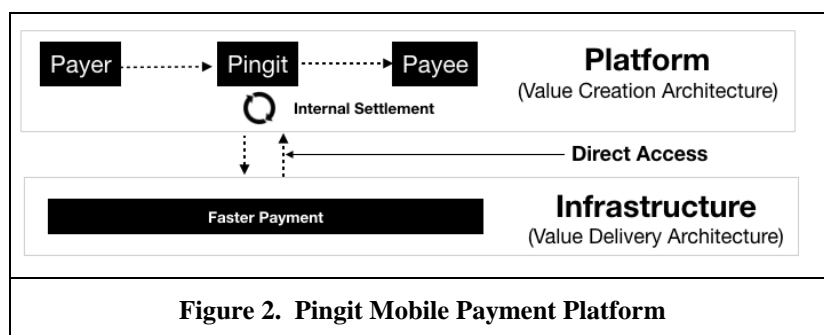 Payer
Pingit
Payee
Platform
(Value Creation Architecture)
Internal Settlement
Direct Access
Faster Payment
Infrastructure
(Value Delivery Architecture)
Figure 2. Pingit Mobile Payment Platform